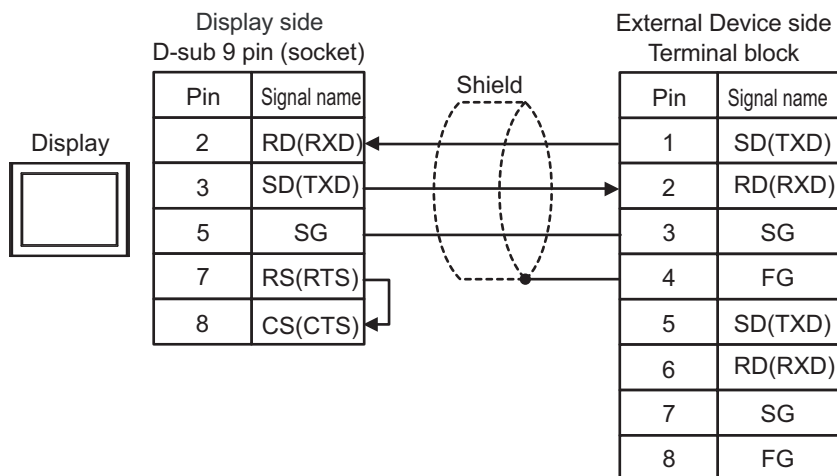 Display side
D-sub 9 pin (socket)
External Device side
Terminal block
Shield
Display
Pin Signal name
2 RD(RXD)
3 SD(TXD)
5 SG
7 RS(RTS)
8 CS(CTS)
Pin Signal name
1 SD(TXD)
2 RD(RXD)
3 SG
4 FG
5 SD(TXD)
6 RD(RXD)
7 SG
8 FG